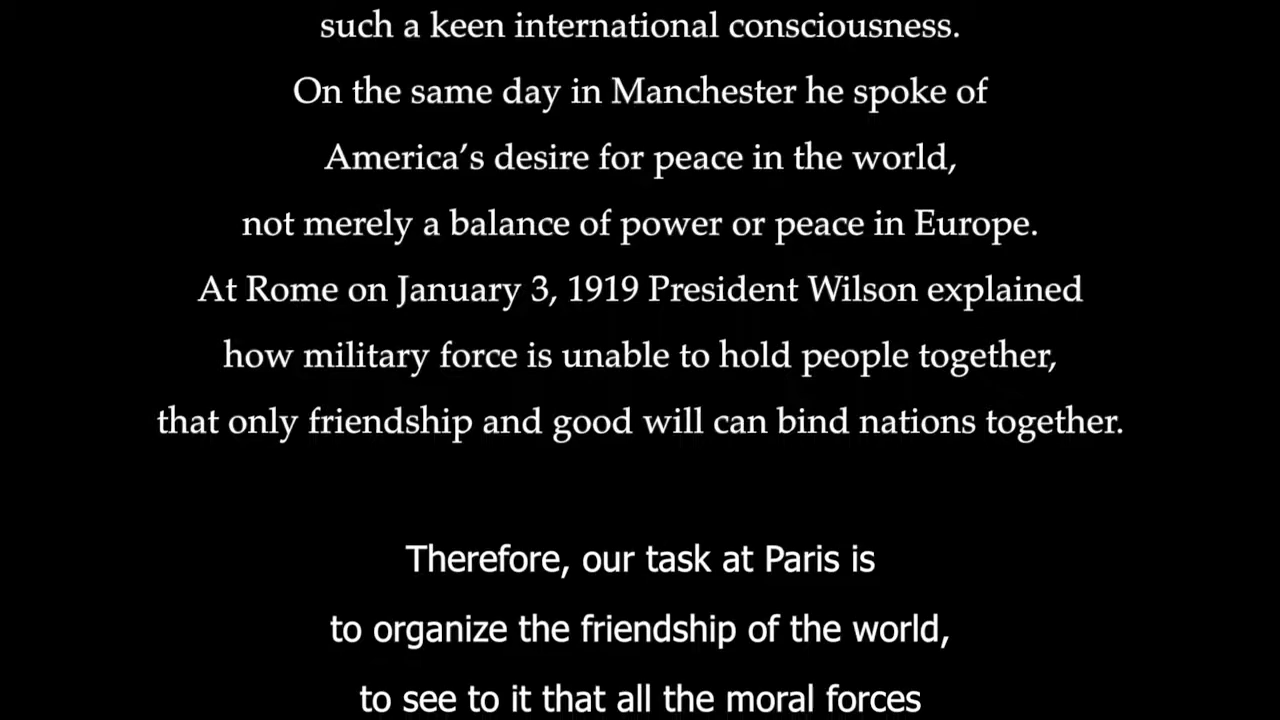 such a keen international consciousness.
On the same day in Manchester he spoke of
America’s desire for peace in the world,
not merely a balance of power or peace in Europe.
At Rome on January 3, 1919 President Wilson explained
how military force is unable to hold people together,
that only friendship and good will can bind nations together.
Therefore, our task at Paris is
to organize the friendship of the world,
to see to it that all the moral forces